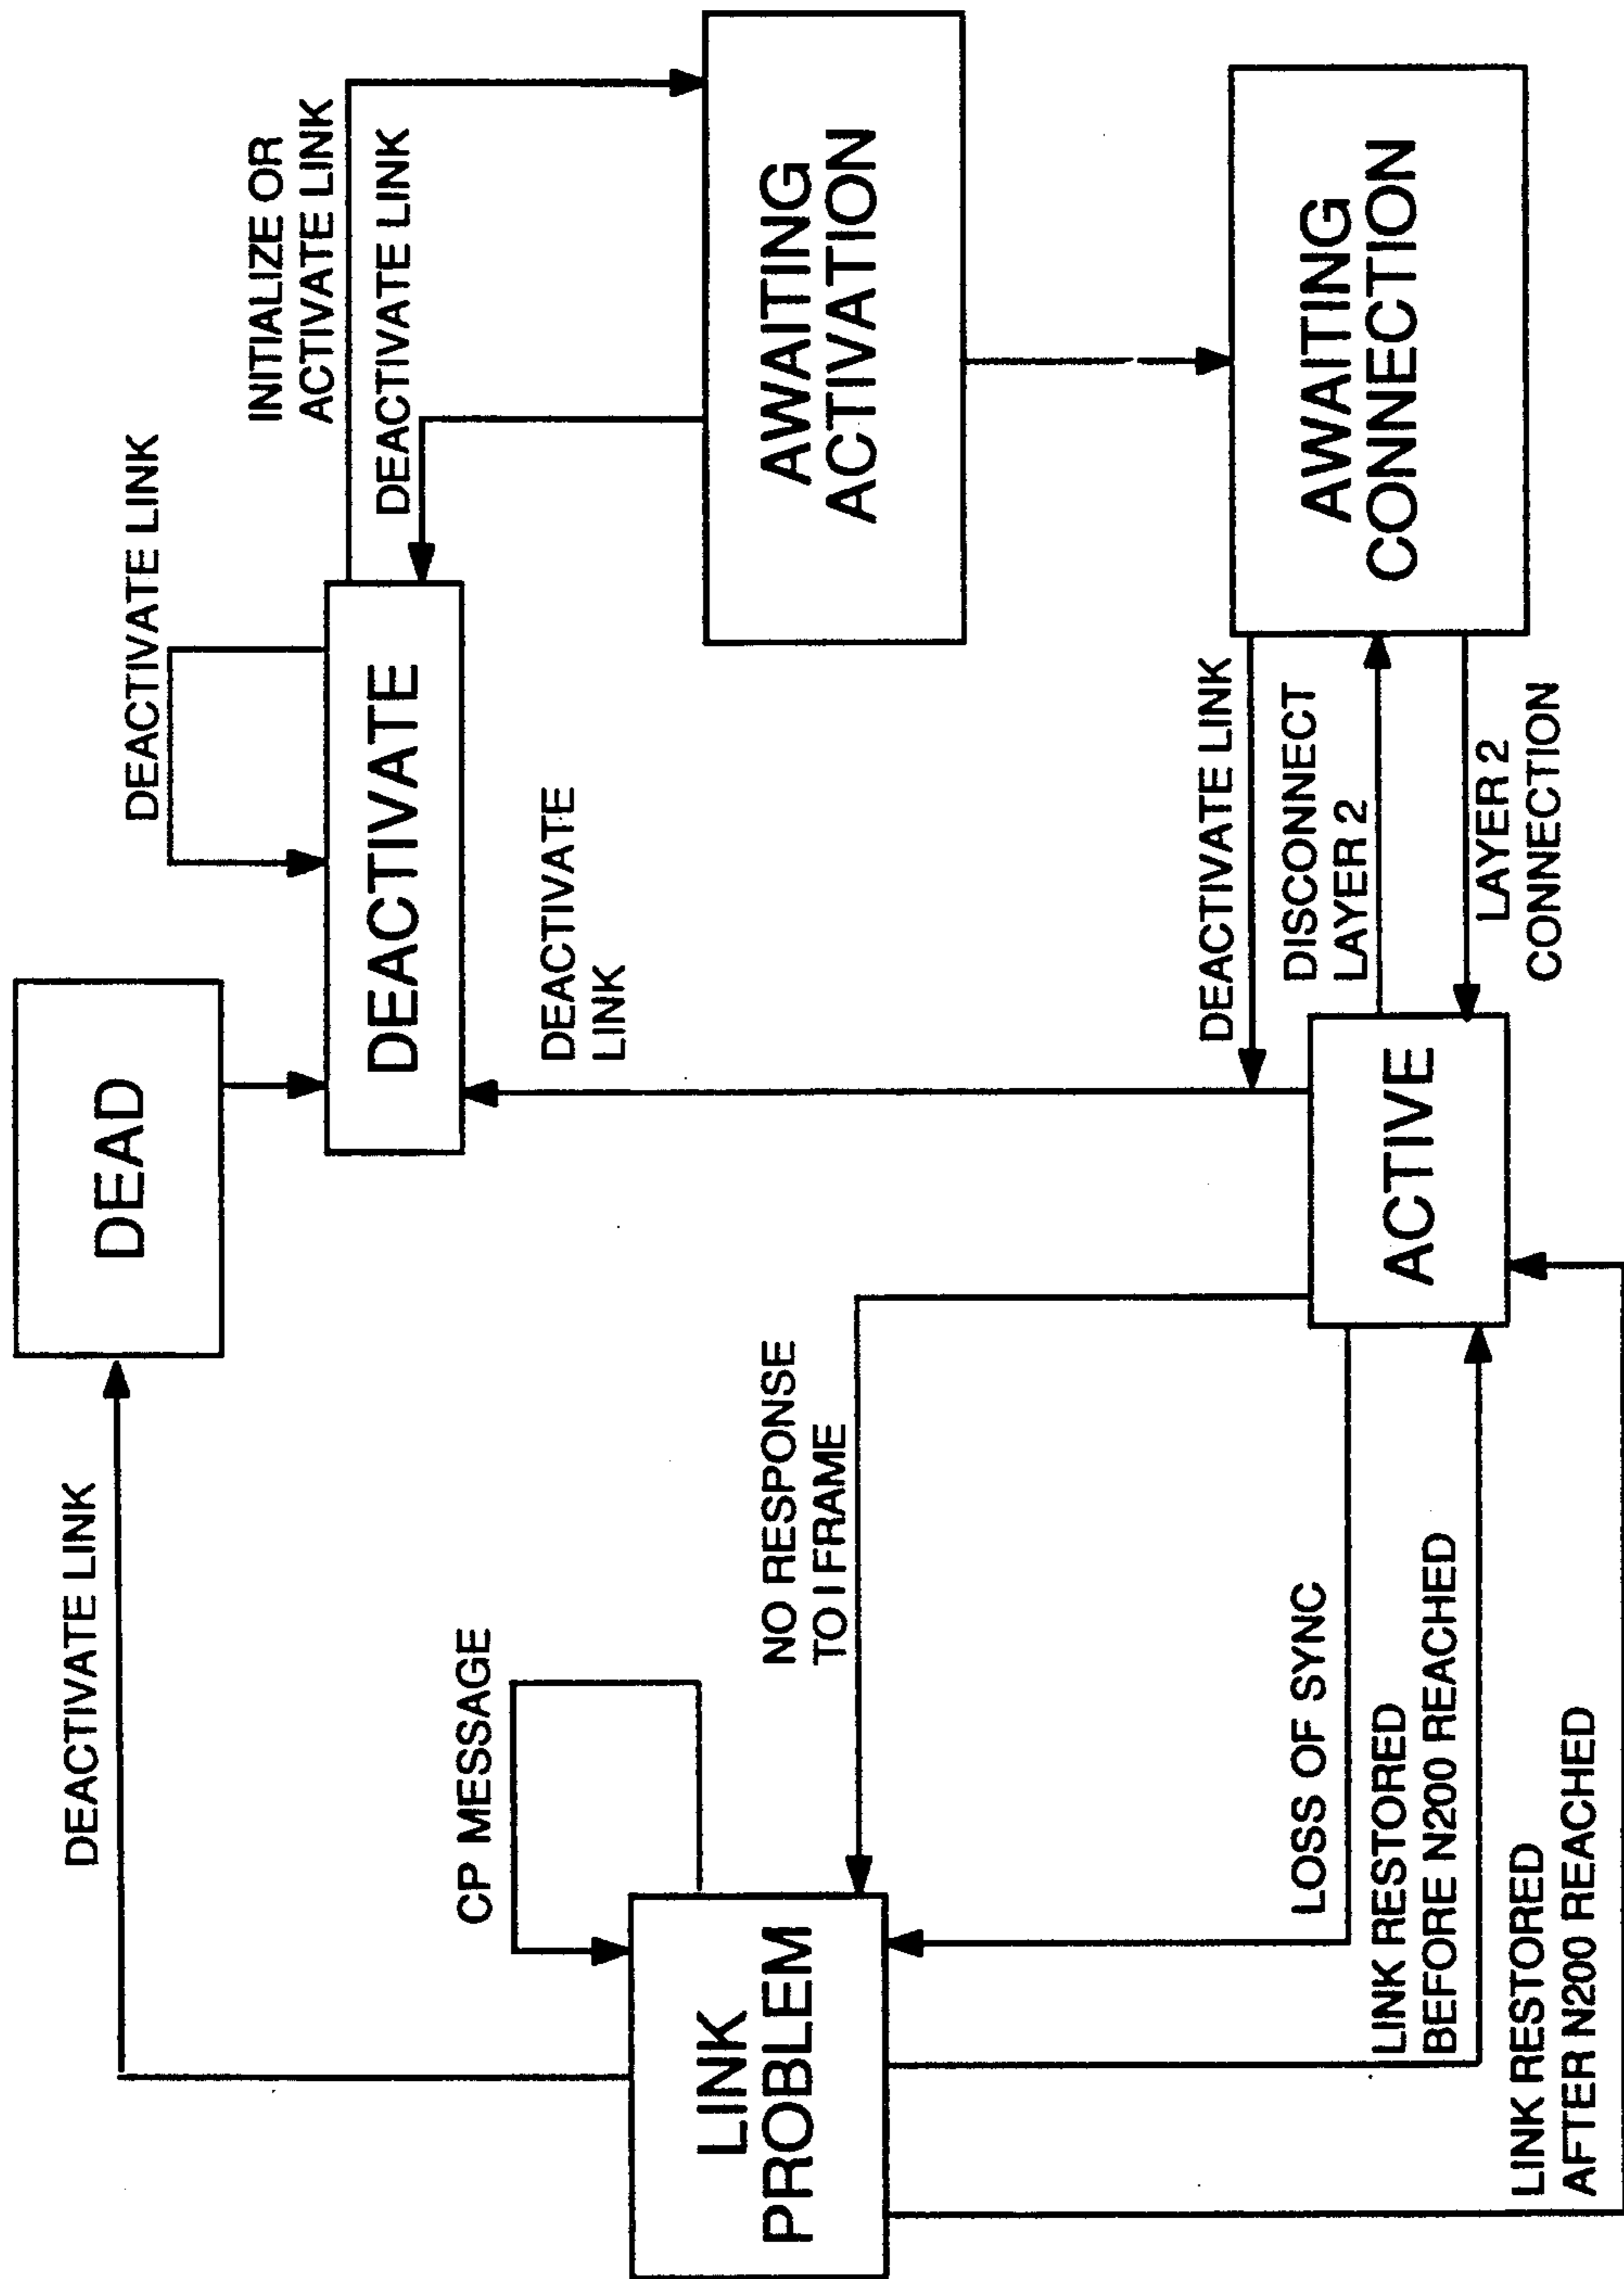 DEACTIVATE LINK
DEAD
DEACTIVATE LINK
INITIALIZE OR
ACTIVATE LINK
DEACTIVATE LINK
DEACTIVATE
CP MESSAGE
DEACTIVATE
LINK
LINK
PROBLEM
NO RESPONSE
TO I FRAME
AWAITING
ACTIVATION
LOSS OF SYNC
LINK RESTORED
BEFORE N200 REACHED
LINK RESTORED
AFTER N200 REACHED
ACTIVE
DEACTIVATE LINK
DISCONNECT
LAYER 2
LAYER 2
CONNECTION
AWAITING
CONNECTION